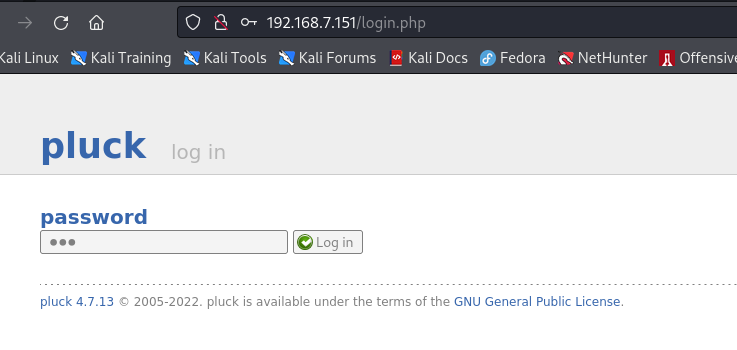 192.168.7.151/login.php
Kali Linux Kali Training Kali Tools Kali Forums Kali Docs Fedora NetHunter Offensive
pluck log in
password
Log in
pluck 4.7.13 © 2005-2022. pluck is available under the terms of the GNU General Public License.